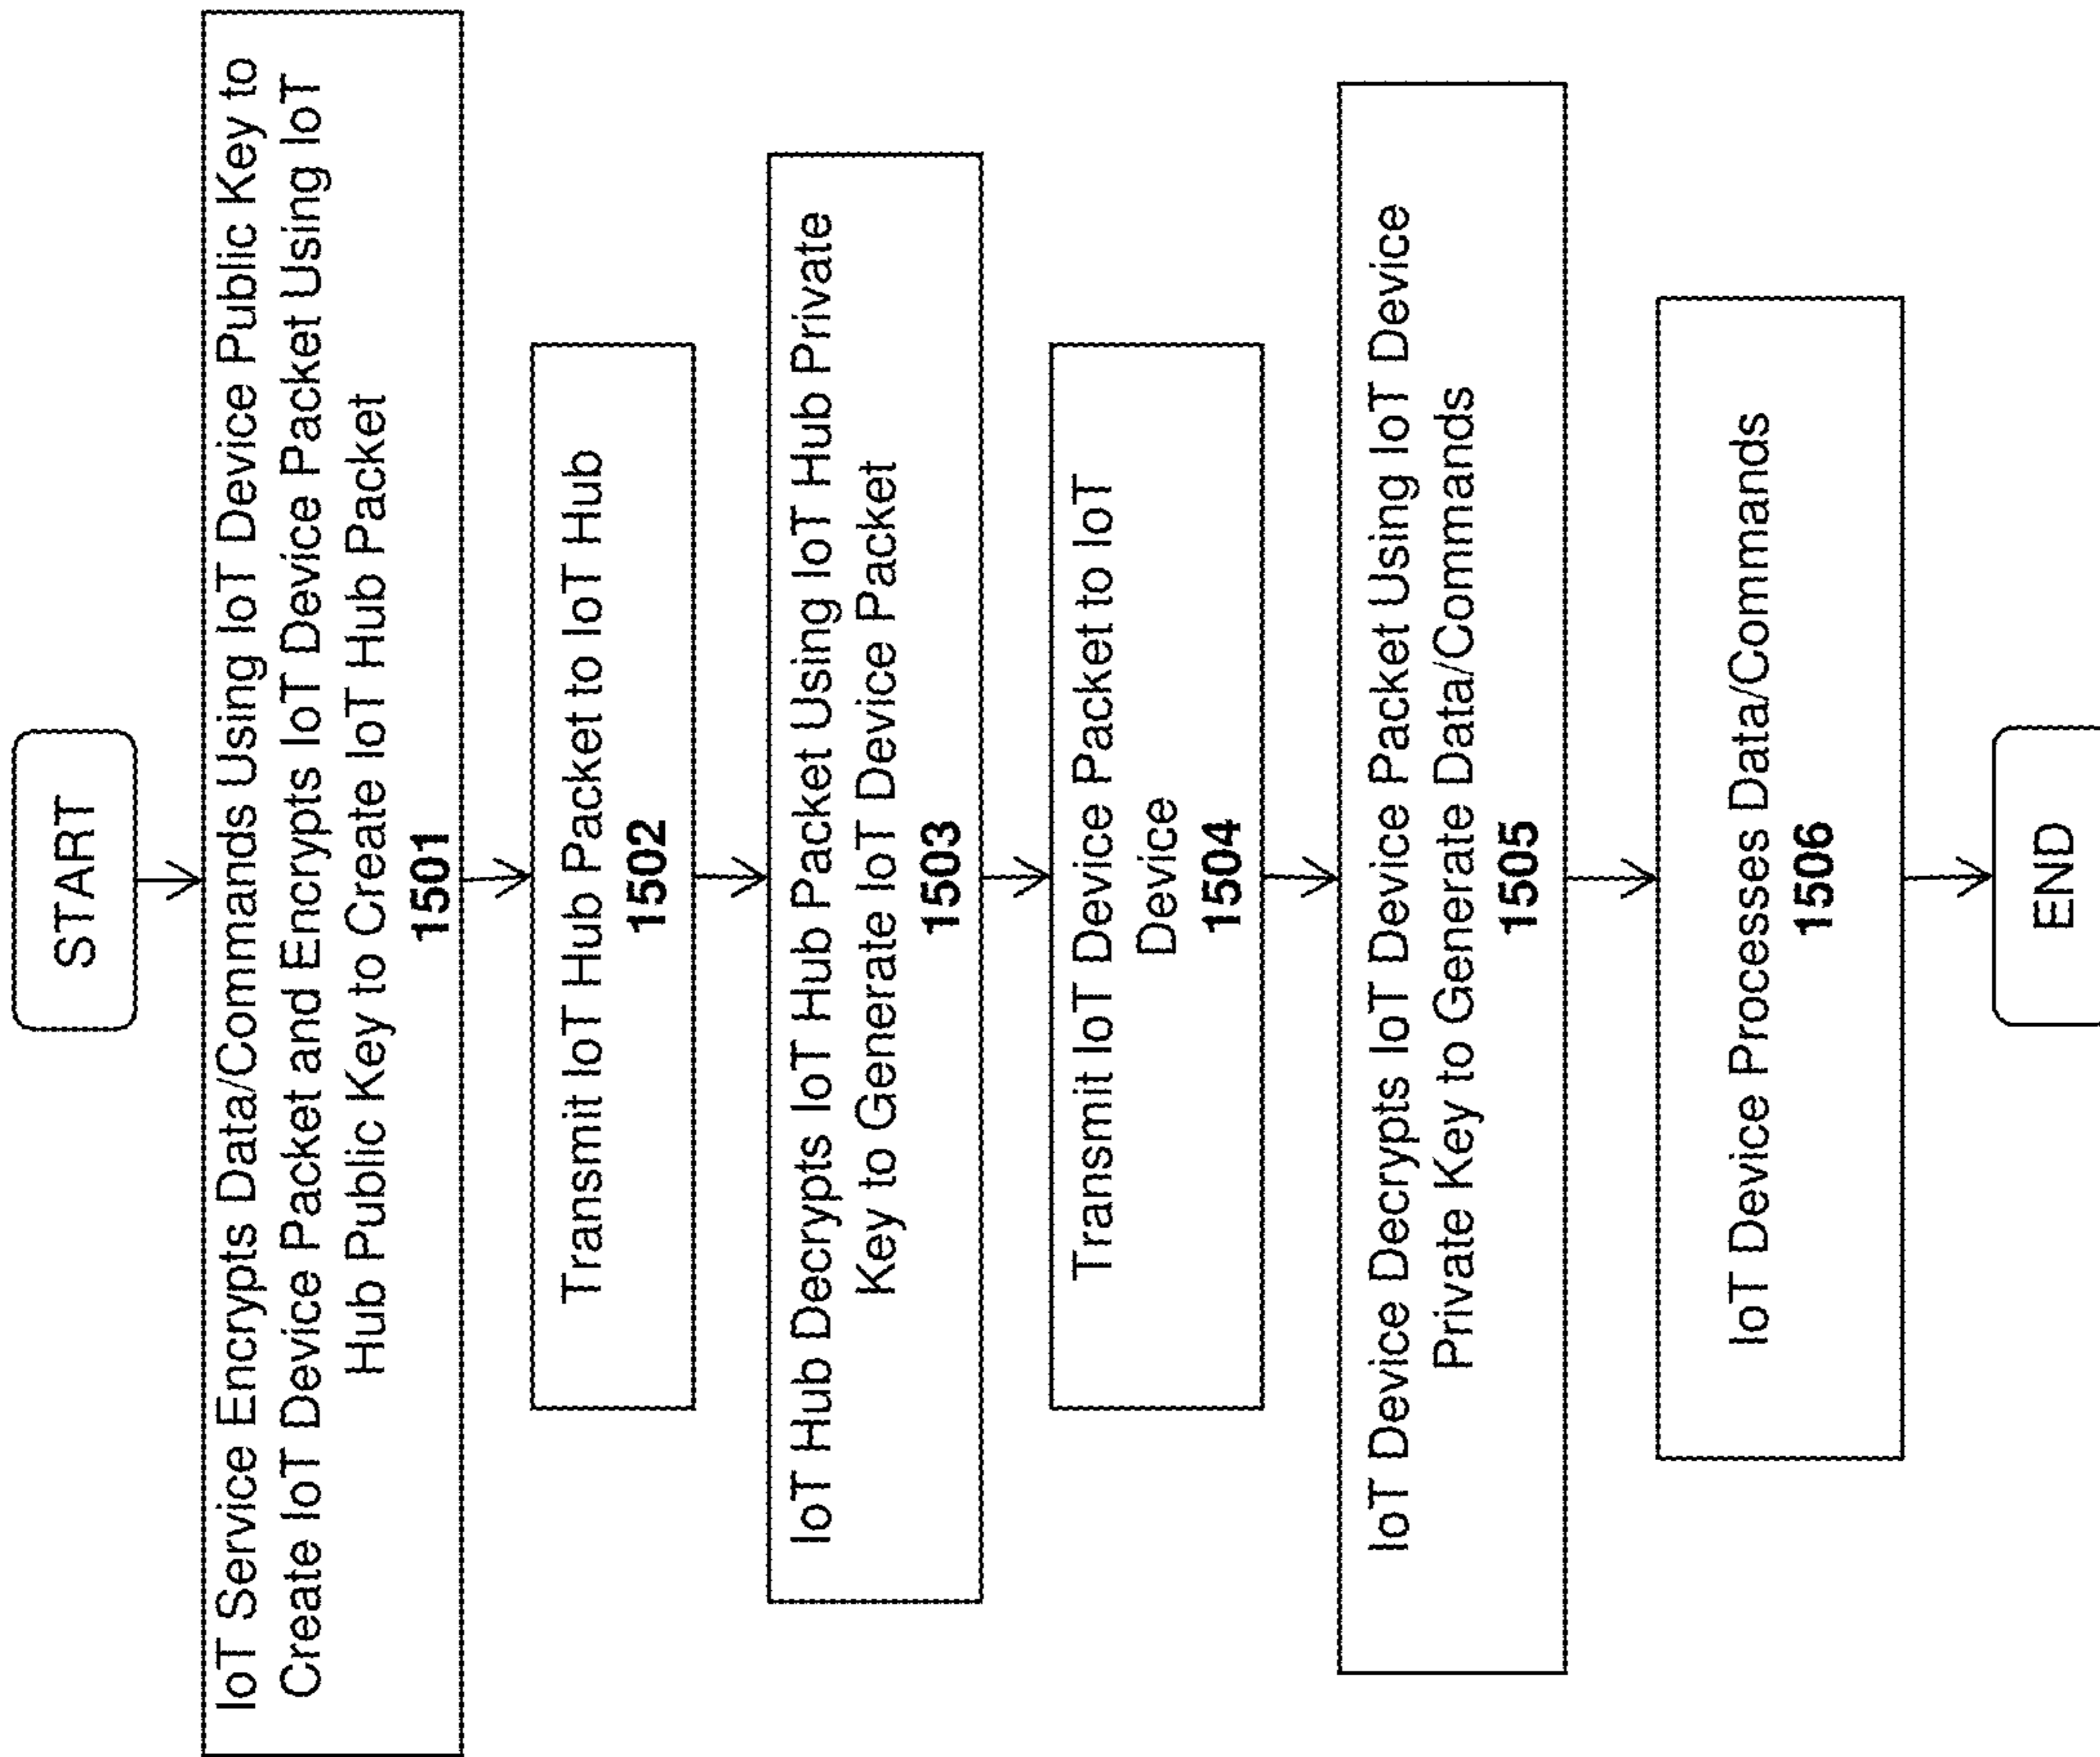 START
IoT Service Encrypts Data/Commands Using IoT Device Public Key to
Create IoT Device Packet and Encrypts IoT Device Packet Using IoT
Hub Public Key to Create IoT Hub Packet
1501
Transmit IoT Hub Packet to IoT Hub
1502
IoT Hub Decrypts IoT Hub Packet Using IoT Hub Private
Key to Generate IoT Device Packet
1503
Transmit IoT Device Packet to IoT
Device
1504
IoT Device Decrypts IoT Device Packet Using IoT Device
Private Key to Generate Data/Commands
1505
IoT Device Processes Data/Commands
1506
END